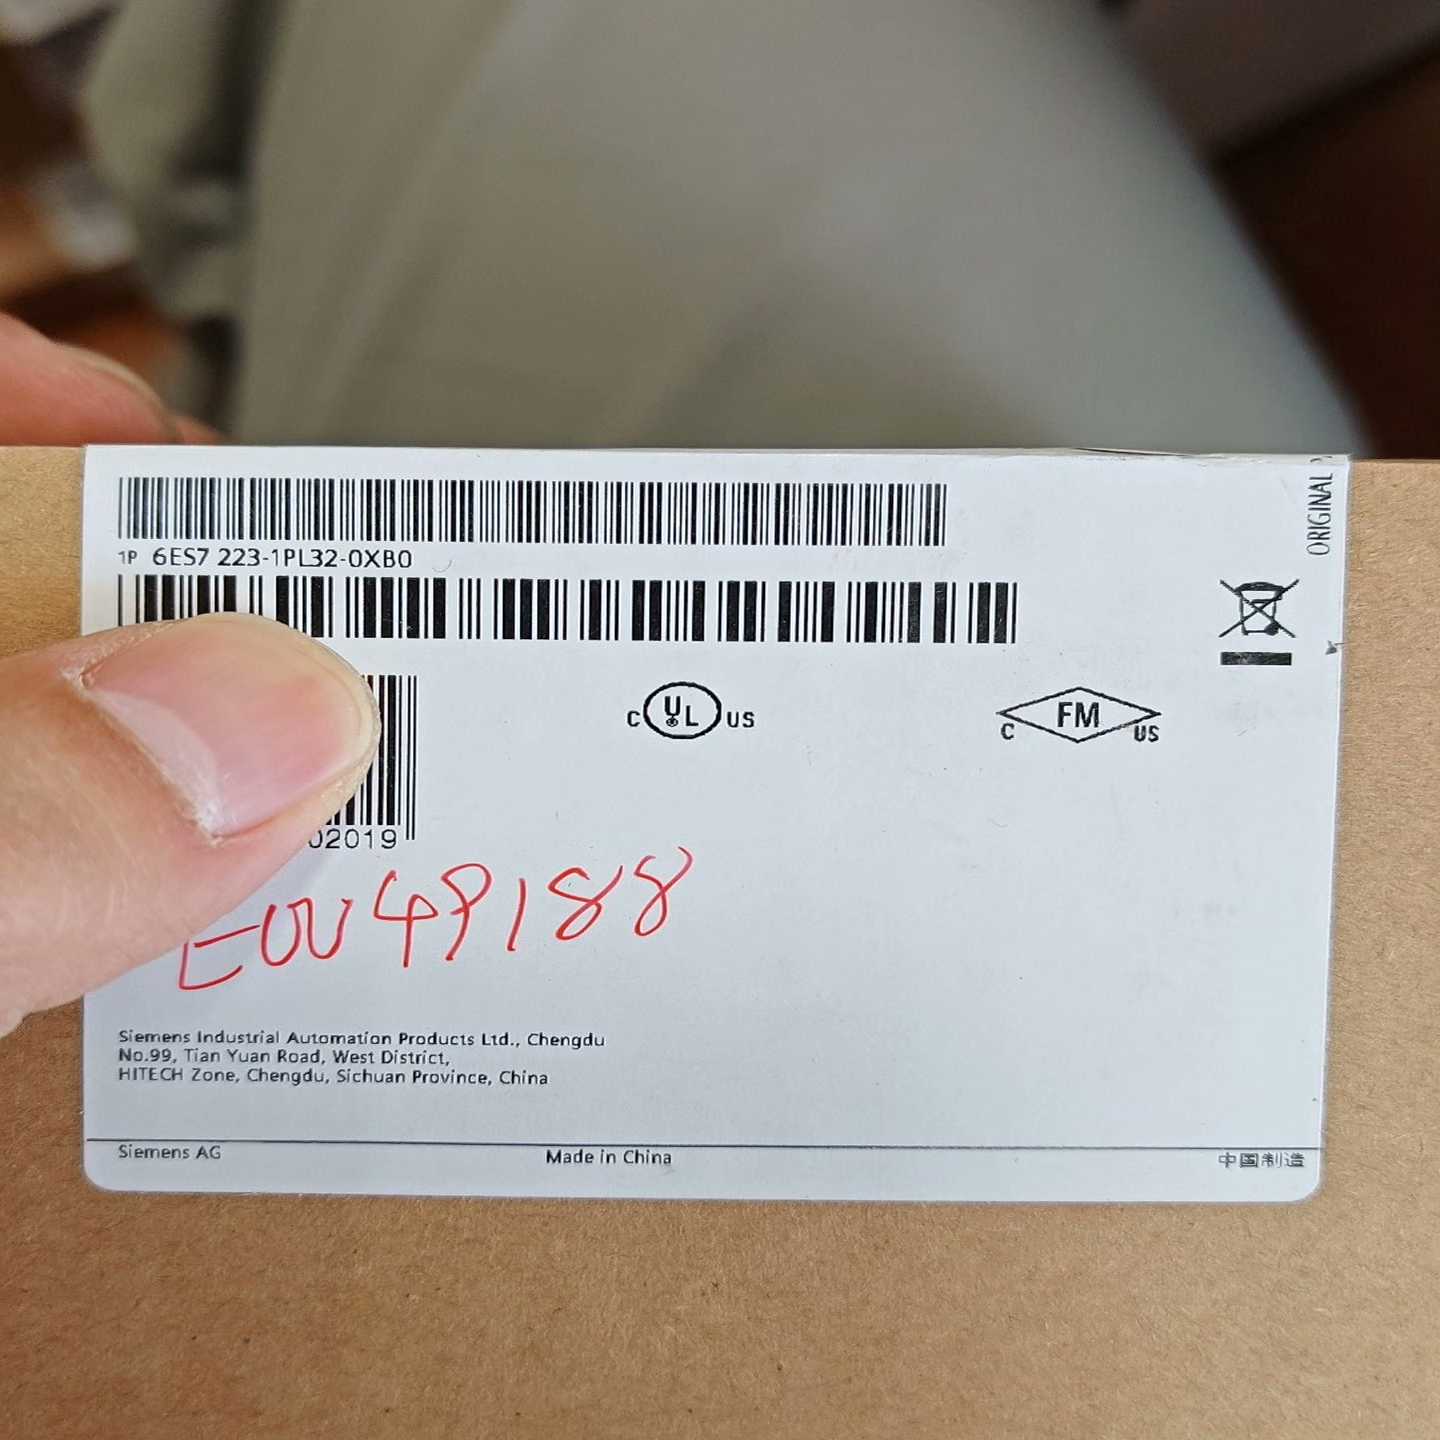 ORIGINAL
1P 6ES7 223-1PL32-0XB0
C UL US
C FM US
02019
E0049188
Siemens Industrial Automation Products Ltd., Chengdu
No.99, Tian Yuan Road, West District,
HITECH Zone, Chengdu, Sichuan Province, China
Siemens AG
Made in China
中国制造